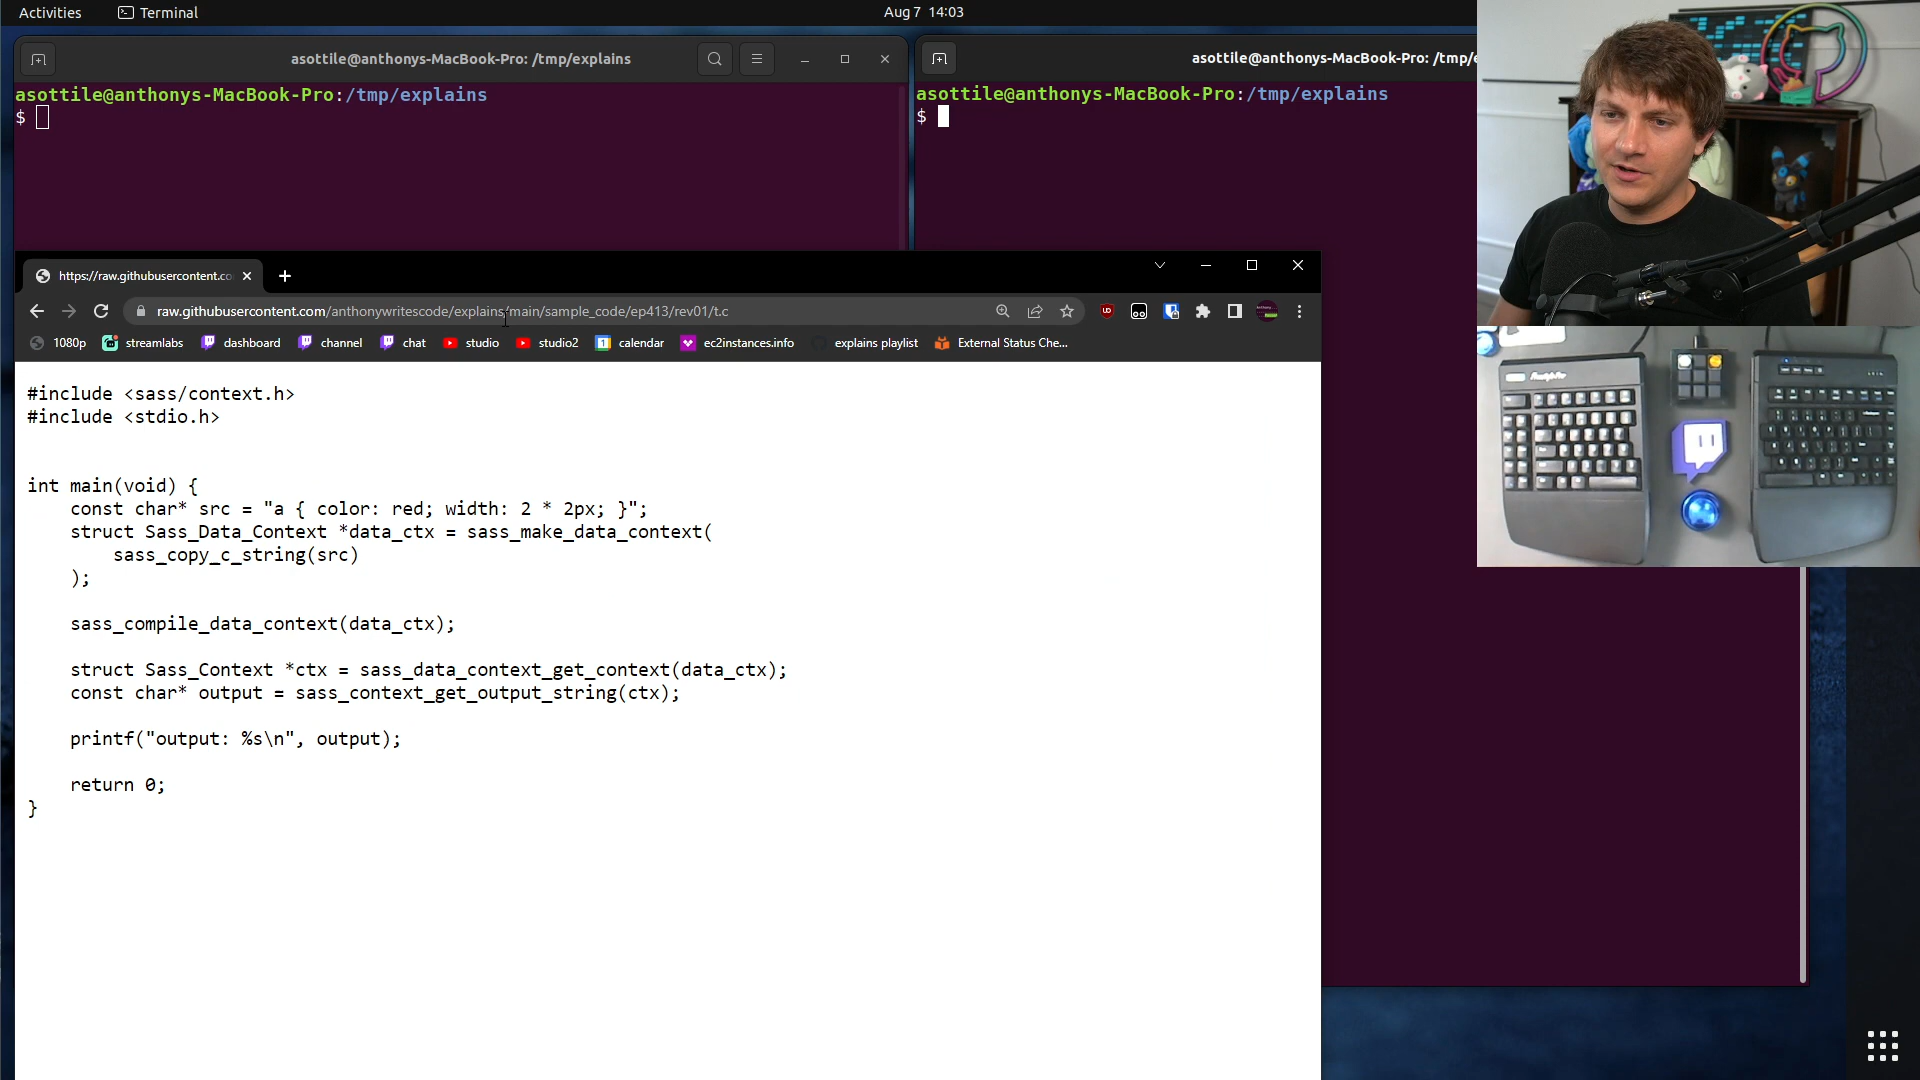 Activities
Terminal
Aug 7 14:03
asottile@anthonys-MacBook-Pro: /tmp/explains
asottile@anthonys-MacBook-Pro:/tmp/explains
$
asottile@anthonys-MacBook-Pro: /tmp/e
asottile@anthonys-MacBook-Pro:/tmp/explains
$
https://raw.githubusercontent.co
raw.githubusercontent.com/anthonywritescode/explains/main/sample_code/ep413/rev01/t.c
1080p
streamlabs
dashboard
channel
chat
studio
studio2
calendar
ec2instances.info
explains playlist
External Status Che...
#include <sass/context.h>
#include <stdio.h>
int main(void) {
const char* src = "a { color: red; width: 2 * 2px; }";
struct Sass_Data_Context *data_ctx = sass_make_data_context(
sass_copy_c_string(src)
);
sass_compile_data_context(data_ctx);
struct Sass_Context *ctx = sass_data_context_get_context(data_ctx);
const char* output = sass_context_get_output_string(ctx);
printf("output: %s\n", output);
return 0;
}